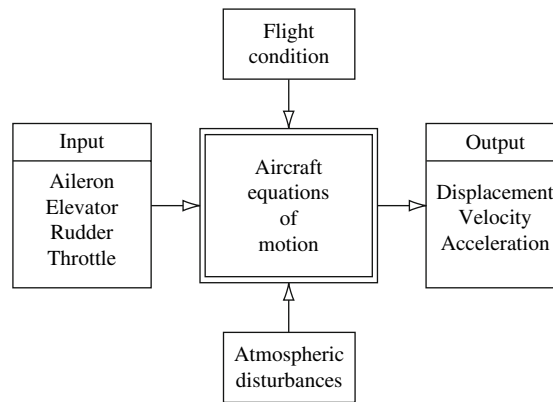 Flight
condition
Input
Aileron
Elevator
Rudder
Throttle
Aircraft
equations
of
motion
Output
Displacement
Velocity
Acceleration
Atmospheric
disturbances